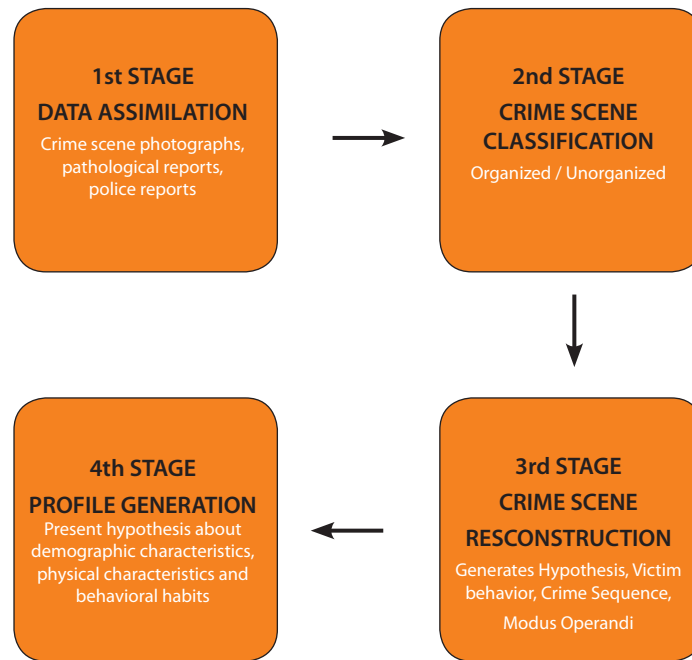 1st STAGE
DATA ASSIMILATION
Crime scene photographs,
pathological reports,
police reports
2nd STAGE
CRIME SCENE
CLASSIFICATION
Organized / Unorganized
3rd STAGE
CRIME SCENE
RESCONSTRUCTION
Generates Hypothesis, Victim
behavior, Crime Sequence,
Modus Operandi
4th STAGE
PROFILE GENERATION
Present hypothesis about
demographic characteristics,
physical characteristics and
behavioral habits